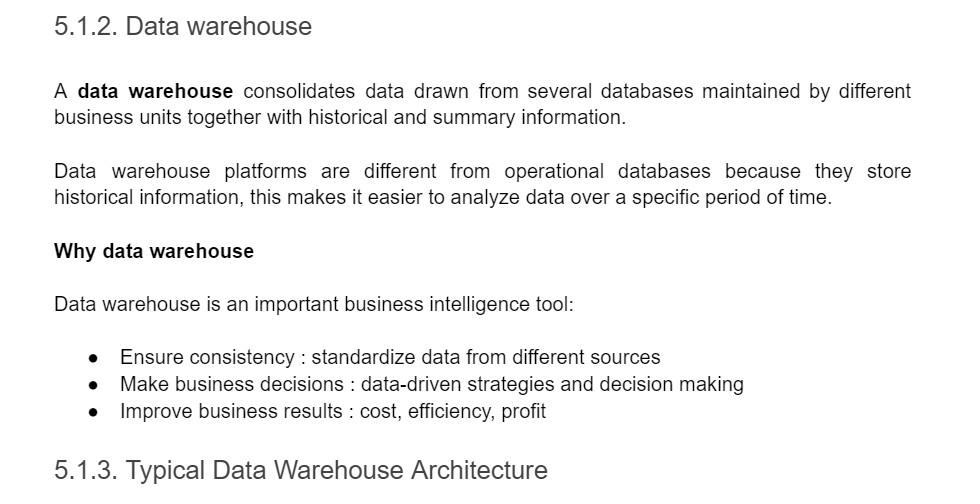 5.1.2. Data warehouse
A data warehouse consolidates data drawn from several databases maintained by different
business units together with historical and summary information.
Data warehouse platforms are different from operational databases because they store
historical information, this makes it easier to analyze data over a specific period of time.
Why data warehouse
Data warehouse is an important business intelligence tool:
● Ensure consistency : standardize data from different sources
● Make business decisions : data-driven strategies and decision making
● Improve business results : cost, efficiency, profit
5.1.3. Typical Data Warehouse Architecture